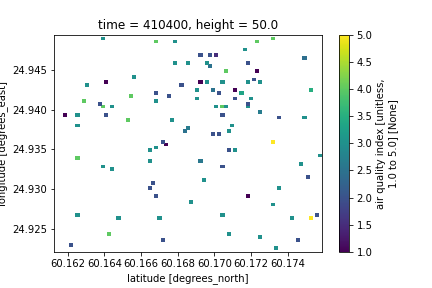 time = 410400, height = 50.0
24.945
24.940
24.935
24.930
24.925
longitude [degrees_east]
60.162 60.164 60.166 60.168 60.170 60.172 60.174
latitude [degrees_north]
5.0
4.5
4.0
3.5
3.0
2.5
2.0
1.5
1.0
air quality index [unitless,
1.0 to 5.0] [None]